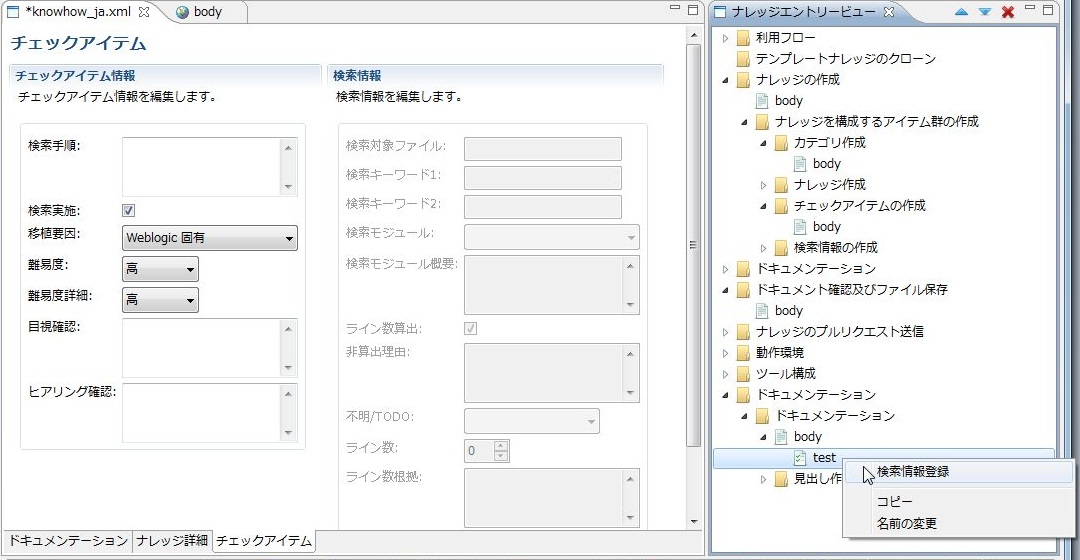 *knowhow_ja.xml
body
チェックアイテム
チェックアイテム情報
チェックアイテム情報を編集します。
検索手順:
検索実施:
移植要因:
Weblogic 固有
難易度:
高
難易度詳細:
高
目視確認:
ヒアリング確認:
検索情報
検索情報を編集します。
検索対象ファイル:
検索キーワード1:
検索キーワード2:
検索モジュール:
検索モジュール概要:
ライン数算出:
非算出理由:
不明/TODO:
ライン数:
0
ライン数根拠:
ドキュメンテーション
ナレッジ詳細
チェックアイテム
ナレッジエントリービュー
利用フロー
テンプレートナレッジのクローン
ナレッジの作成
body
ナレッジを構成するアイテム群の作成
カテゴリ作成
body
ナレッジ作成
チェックアイテムの作成
body
検索情報の作成
ドキュメンテーション
ドキュメント確認及びファイル保存
body
ナレッジのプルリクエスト送信
動作環境
ツール構成
ドキュメンテーション
ドキュメンテーション
body
test
見出し作
検索情報登録
コピー
名前の変更